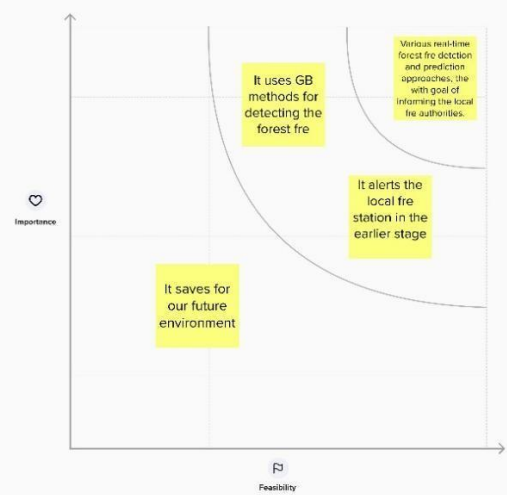 Various real-time
forest fre detction
and prediction
approaches, the
with goal of
informing the local
fre authorities.
It uses GB
methods for
detecting the
forest fre
It alerts the
local fre
station in the
earlier stage
Importance
It saves for
our future
environment
Feasibility